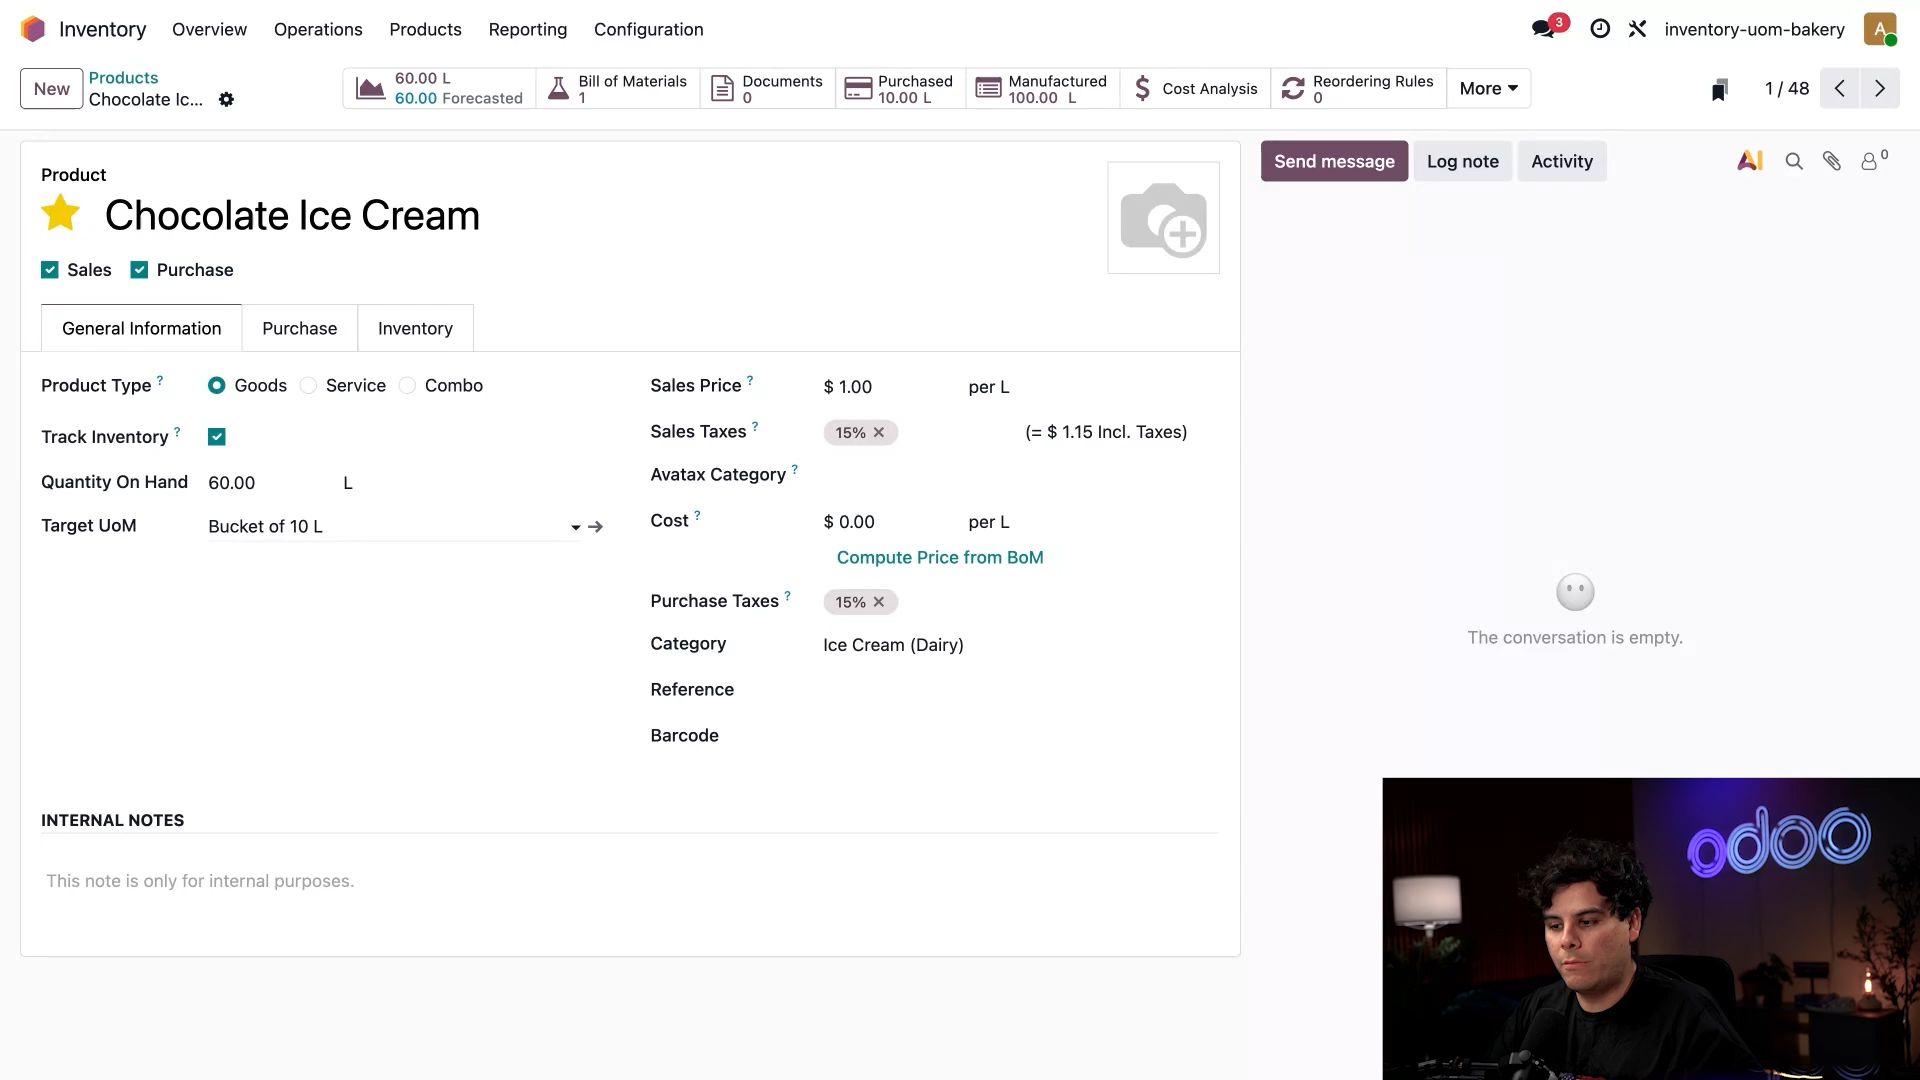 Inventory Overview Operations Products Reporting Configuration 3 inventory-uom-bakery A
New Products
Chocolate Ic...
60.00 L
60.00 Forecasted
Bill of Materials
1
Documents
0
Purchased
10.00 L
Manufactured
100.00 L
Cost Analysis
Reordering Rules
0
More
1 / 48
Product
Chocolate Ice Cream
Sales Purchase
General Information Purchase Inventory
Product Type ? Goods Service Combo
Track Inventory ?
Quantity On Hand 60.00 L
Target UoM Bucket of 10 L
Sales Price ? $ 1.00 per L
Sales Taxes ? 15% (= $ 1.15 Incl. Taxes)
Avatax Category ?
Cost ? $ 0.00 per L
Compute Price from BoM
Purchase Taxes ? 15%
Category Ice Cream (Dairy)
Reference
Barcode
INTERNAL NOTES
This note is only for internal purposes.
Send message Log note Activity AI 0
The conversation is empty.
odoo